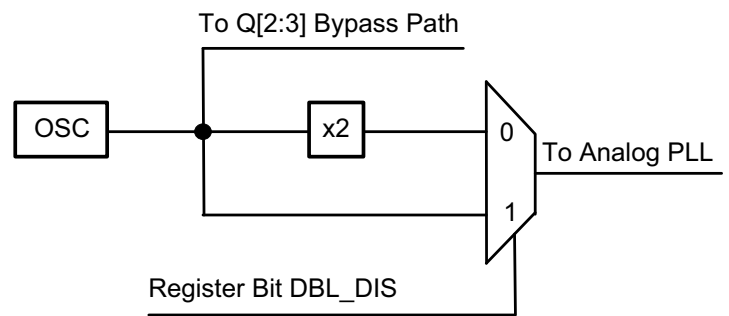 To Q[2:3] Bypass Path
OSC
x2
0
To Analog PLL
1
Register Bit DBL_DIS